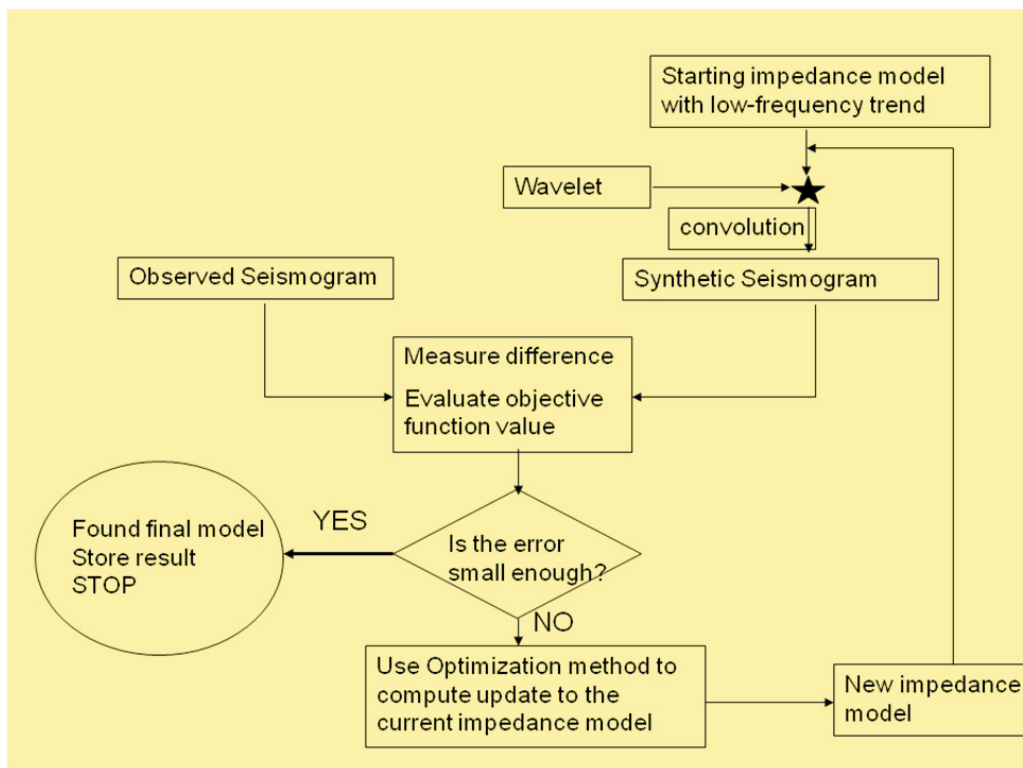 Starting impedance model
with low-frequency trend
Wavelet
convolution
Observed Seismogram
Synthetic Seismogram
Measure difference
Evaluate objective
function value
YES
Found final model
Store result
STOP
Is the error
small enough?
NO
Use Optimization method to
compute update to the
current impedance model
New impedance
model